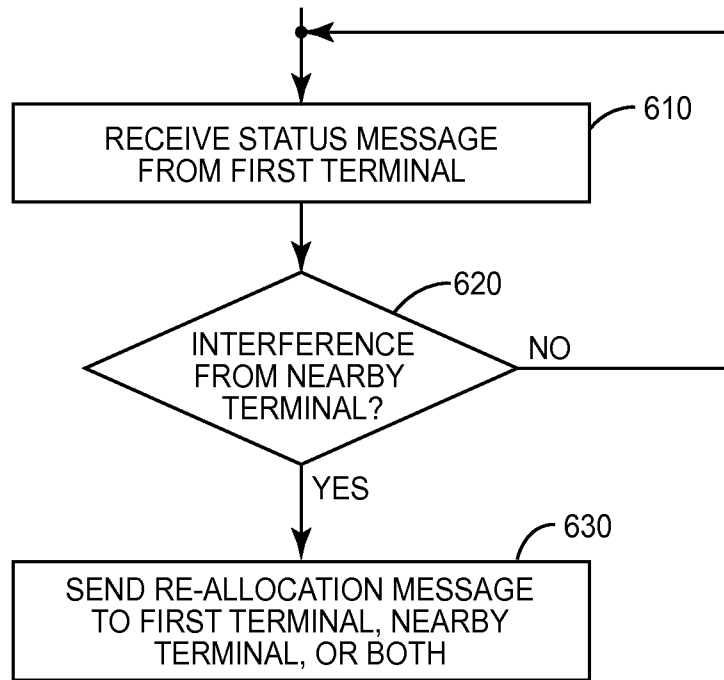 RECEIVE STATUS MESSAGE
FROM FIRST TERMINAL
610
620
INTERFERENCE
FROM NEARBY
TERMINAL?
NO
YES
630
SEND RE-ALLOCATION MESSAGE
TO FIRST TERMINAL, NEARBY
TERMINAL, OR BOTH